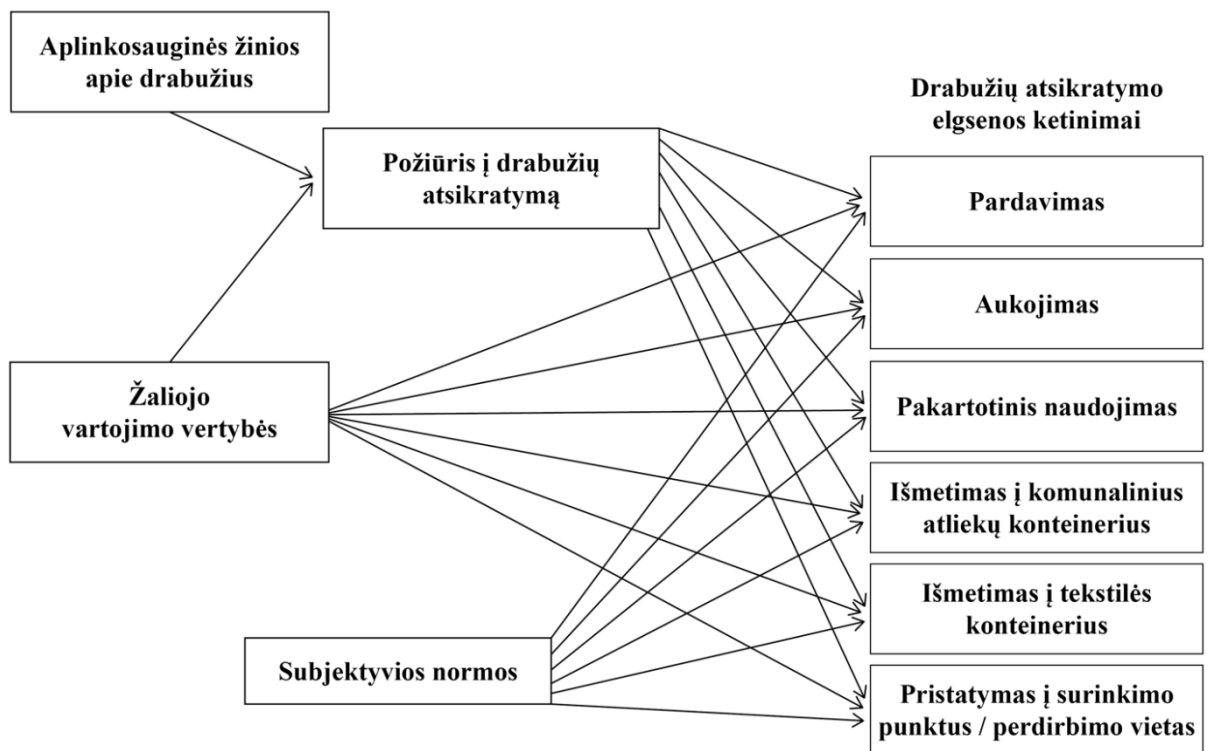 Aplinkosauginės žinios
apie drabužius
Požiūris į drabužių
atsikratymą
Žaliojo
vartojimo vertybės
Subjektyvios normos
Drabužių atsikratymo
elgsenos ketinimai
Pardavimas
Aukojimas
Pakartotinis naudojimas
Išmetimas į komunalinius
atliekų konteinerius
Išmetimas į tekstilės
konteinerius
Pristatymas į surinkimo
punktus / perdirbimo vietas